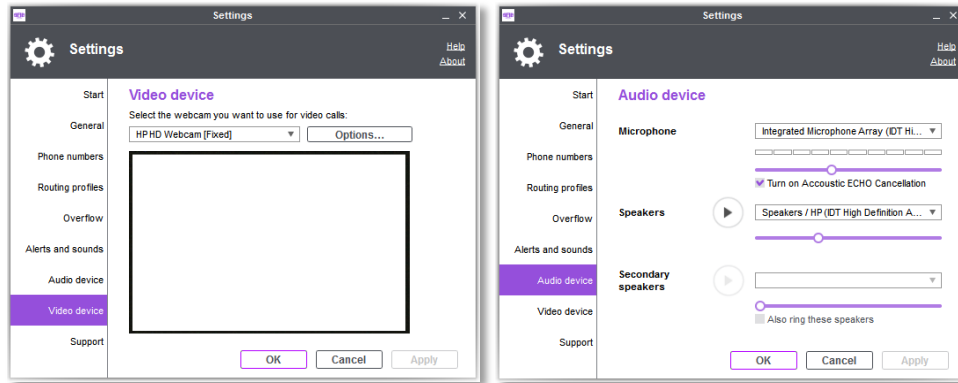 Settings
Settings
Help
About
Start
General
Phone numbers
Routing profiles
Overflow
Alerts and sounds
Audio device
Video device
Support
Video device
Select the webcam you want to use for video calls:
HP HD Webcam [Fixed]
Options...
OK
Cancel
Apply
Settings
Settings
Help
About
Start
General
Phone numbers
Routing profiles
Overflow
Alerts and sounds
Audio device
Video device
Support
Audio device
Microphone
Integrated Microphone Array (IDT Hi...
Turn on Accoustic ECHO Cancellation
Speakers
Speakers / HP (IDT High Definition A...
Secondary
speakers
Also ring these speakers
OK
Cancel
Apply